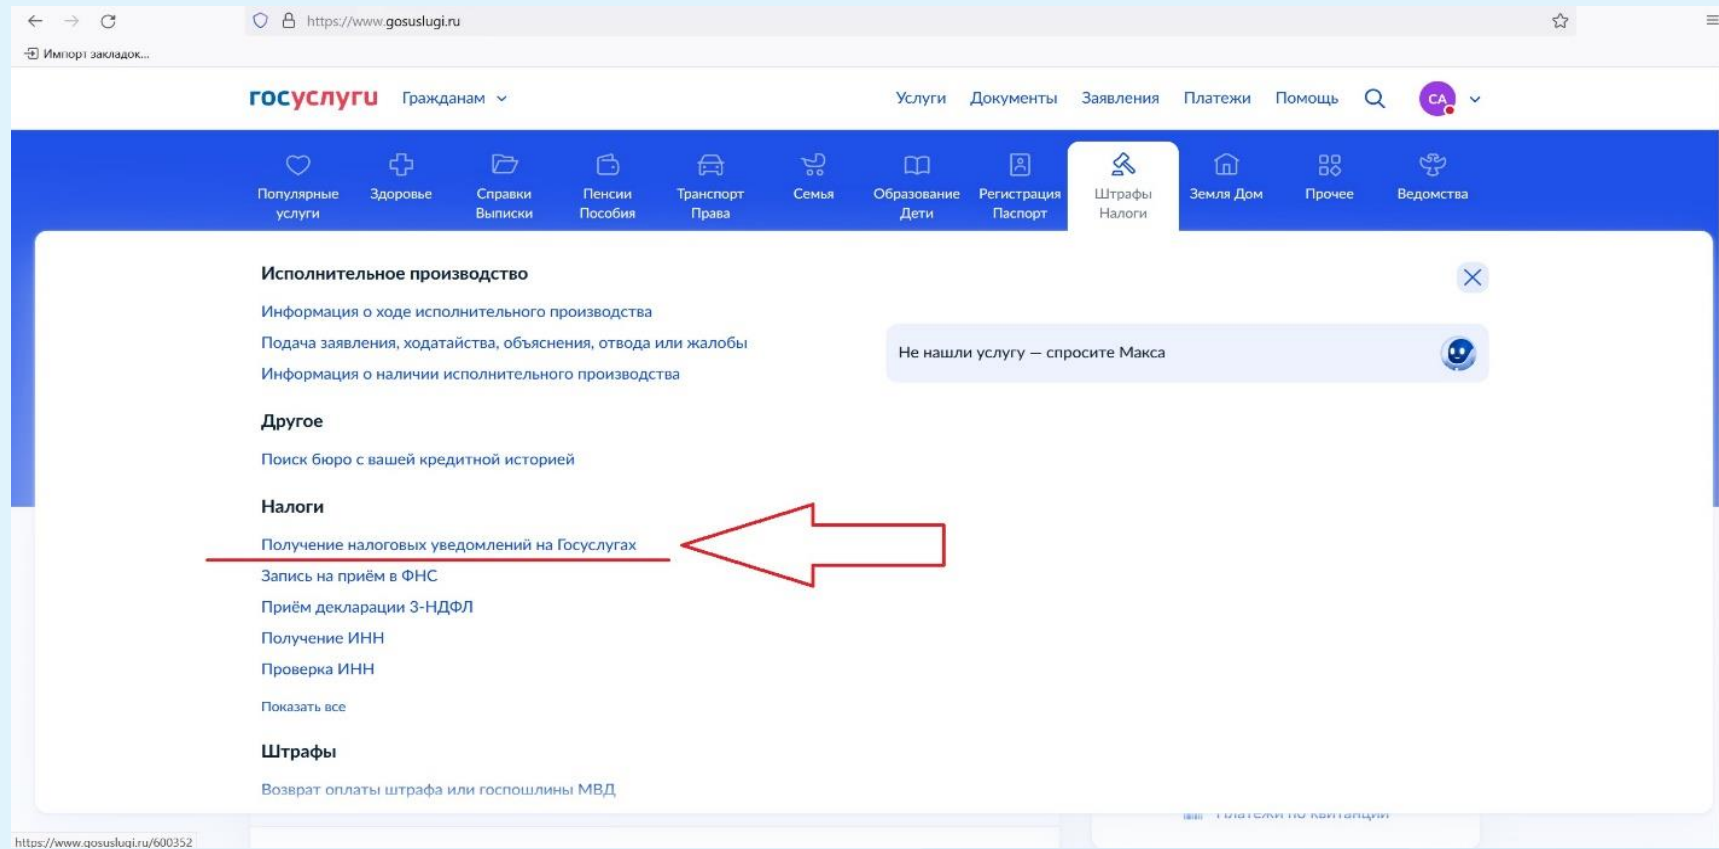 https://www.gosuslugi.ru
Импорт закладок...
госуслуги Гражданам Услуги Документы Заявления Платежи Помощь СА
Популярные услуги
Здоровье
Справки Выписки
Пенсии Пособия
Транспорт Права
Семья
Образование Дети
Регистрация Паспорт
Штрафы Налоги
Земля Дом
Прочее
Ведомства
Исполнительное производство
Информация о ходе исполнительного производства
Подача заявления, ходатайства, объяснения, отвода или жалобы
Информация о наличии исполнительного производства
Не нашли услугу — спросите Макса
Другое
Поиск бюро с вашей кредитной историей
Налоги
Получение налоговых уведомлений на Госуслугах
Запись на приём в ФНС
Приём декларации 3-НДФЛ
Получение ИНН
Проверка ИНН
Показать все
Штрафы
Возврат оплаты штрафа или госпошлины МВД
Платежи по квитанции
https://www.gosuslugi.ru/600352